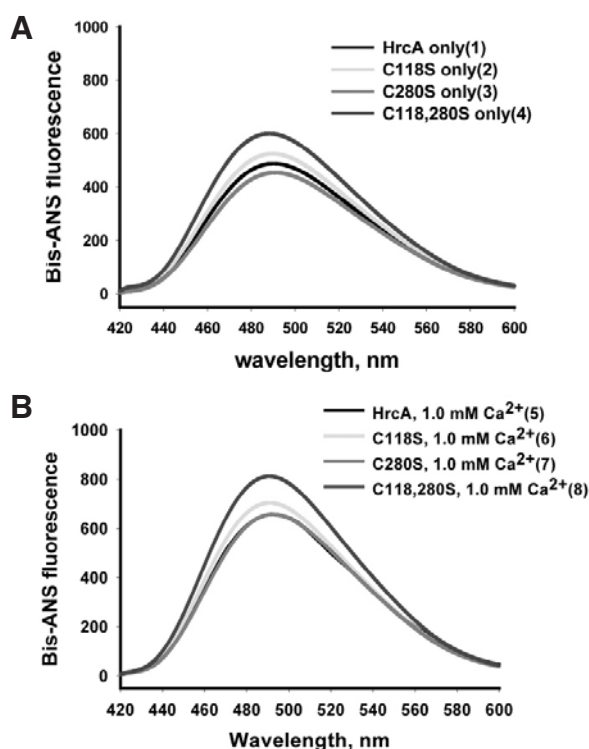 A
1000
800
600
400
200
0
Bis-ANS fluorescence
HrcA only(1)
C118S only(2)
C280S only(3)
C118,280S only(4)
420 440 460 480 500 520 540 560 580 600
wavelength, nm
B
1000
800
600
400
200
0
Bis-ANS fluorescence
HrcA, 1.0 mM Ca2+(5)
C118S, 1.0 mM Ca2+(6)
C280S, 1.0 mM Ca2+(7)
C118,280S, 1.0 mM Ca2+(8)
420 440 460 480 500 520 540 560 580 600
Wavelength, nm